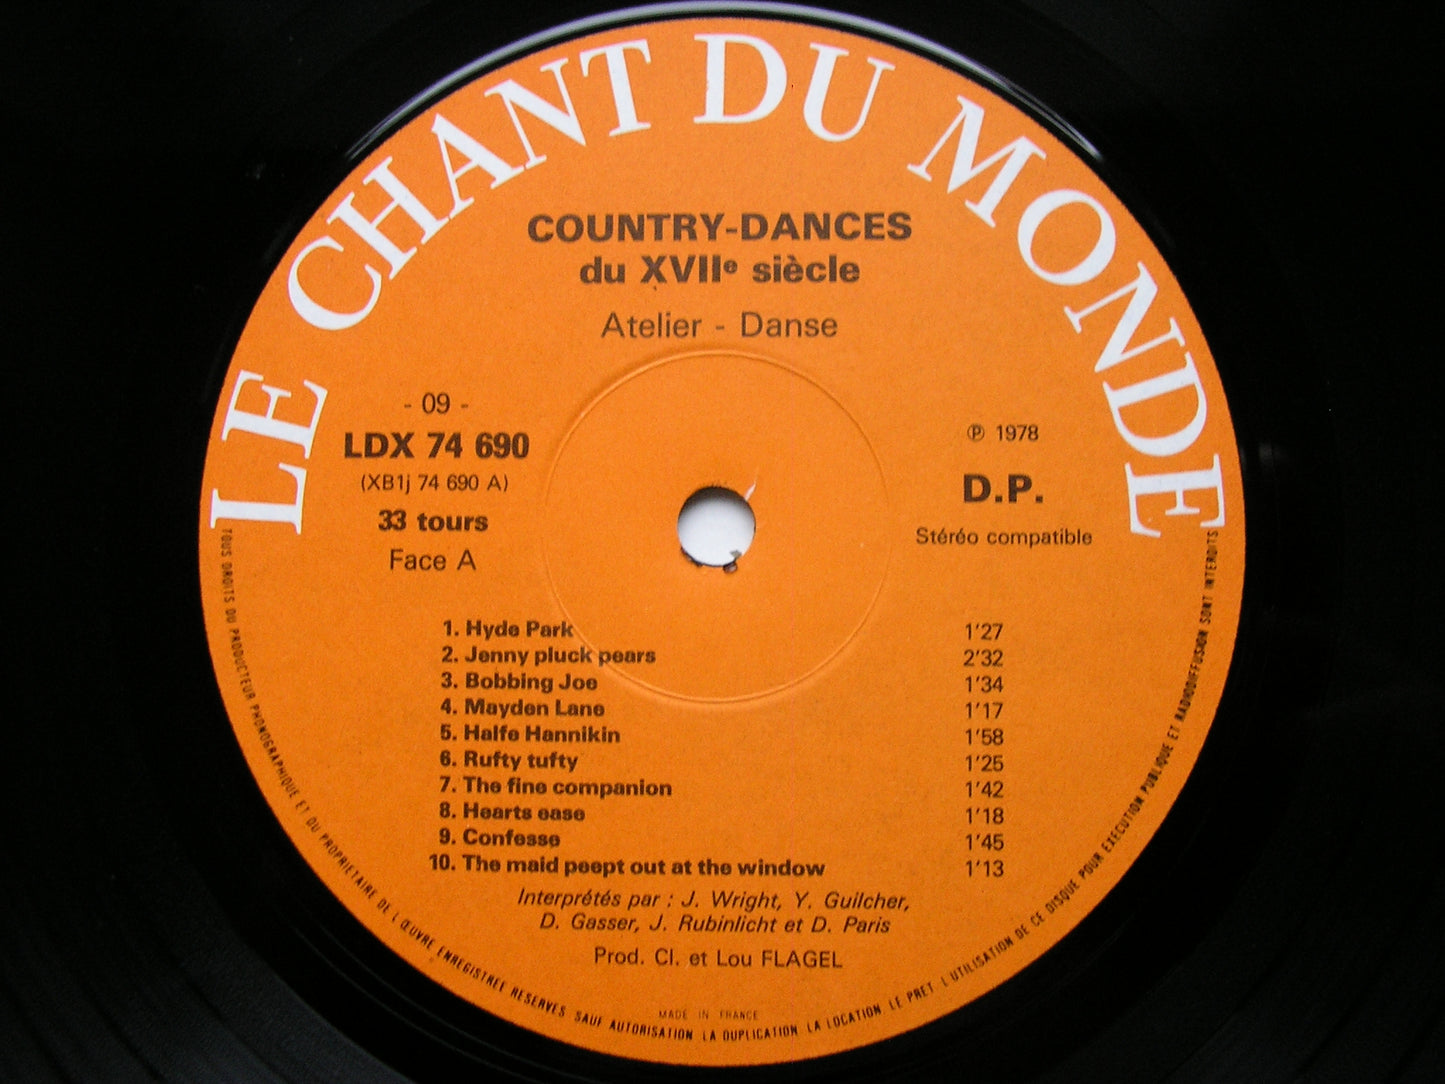 LE CHANT DU MONDE
COUNTRY-DANCES
du XVIIe siècle
Atelier - Danse
- 09 -
LDX 74 690
(XB1j 74 690 A)
33 tours
Face A
℗ 1978
D.P.
Stéréo compatible
1. Hyde Park 1'27
2. Jenny pluck pears 2'32
3. Bobbing Joe 1'34
4. Mayden Lane 1'17
5. Halfe Hannikin 1'58
6. Rufty tufty 1'25
7. The fine companion 1'42
8. Hearts ease 1'18
9. Confesse 1'45
10. The maid peept out at the window 1'13
Interprétés par : J. Wright, Y. Guilcher,
D. Gasser, J. Rubinlicht et D. Paris
Prod. Cl. et Lou FLAGEL
MADE IN FRANCE
TOUS DROITS DU PRODUCTEUR PHONOGRAPHIQUE ET DU PROPRIETAIRE DE L'ŒUVRE ENREGISTREE RESERVES SAUF AUTORISATION LA DUPLICATION LA LOCATION LE PRET L'UTILISATION DE CE DISQUE POUR EXECUTION PUBLIQUE ET RADIODIFFUSION SONT INTERDITS